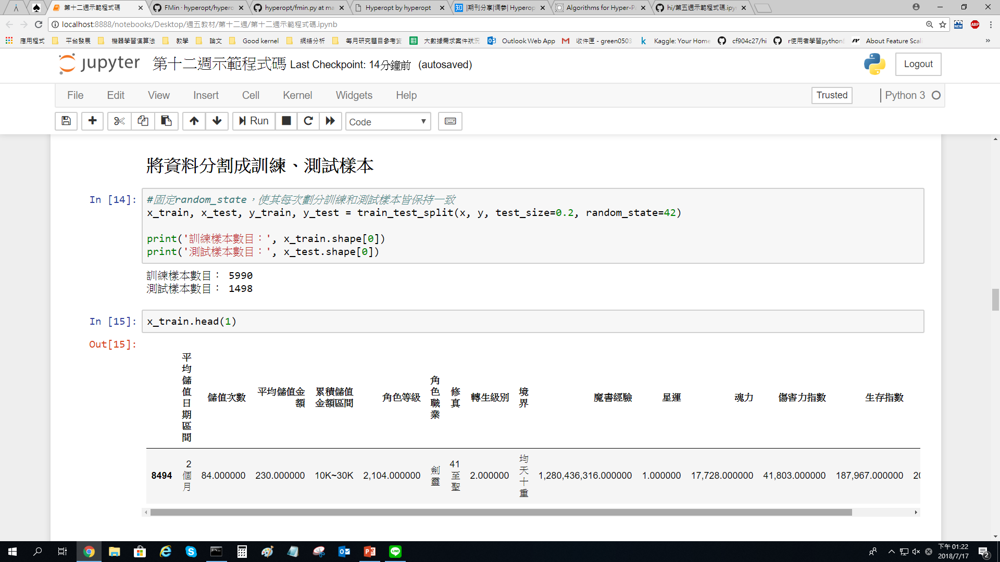 第十二週示範程式碼
FMin · hyperopt/hypero
hyperopt/fmin.py at ma
Hyperopt by hyperopt
|期刊分享|调参| Hyperop
Algorithms for Hyper-Pa
hi/第五週示範程式碼.ipyn
localhost:8888/notebooks/Desktop/週五教材/第十二週/第十二週示範程式碼.ipynb
NEW
ABP
應用程式
平台發展
機器學習演算法
教學
論文
Good kernel
網絡分析
每月研究題目參考資
大數據需求案件狀況
Outlook Web App
收件匣 - green0503
Kaggle: Your Home
cf904c27/hi
r使用者學習python
About Feature Scali
jupyter
第十二週示範程式碼 Last Checkpoint: 14分鐘前 (autosaved)
Logout
File Edit View Insert Cell Kernel Widgets Help
Trusted
Python 3
Run
Code
將資料分割成訓練、測試樣本
In [14]:
#固定random_state，使其每次劃分訓練和測試樣本皆保持一致
x_train, x_test, y_train, y_test = train_test_split(x, y, test_size=0.2, random_state=42)
print('訓練樣本數目：', x_train.shape[0])
print('測試樣本數目：', x_test.shape[0])
訓練樣本數目： 5990
測試樣本數目： 1498
In [15]:
x_train.head(1)
Out[15]:
平均儲值日期區間 儲值次數 平均儲值金額 累積儲值金額區間 角色等級 角色職業 修真 轉生級別 境界 魔書經驗 星運 魂力 傷害力指數 生存指數
8494 2個月 84.000000 230.000000 10K~30K 2,104.000000 劍靈 41至聖 2.000000 均天十重 1,280,436,316.000000 1.000000 17,728.000000 41,803.000000 187,967.000000 20
下午 01:22
2018/7/17
2